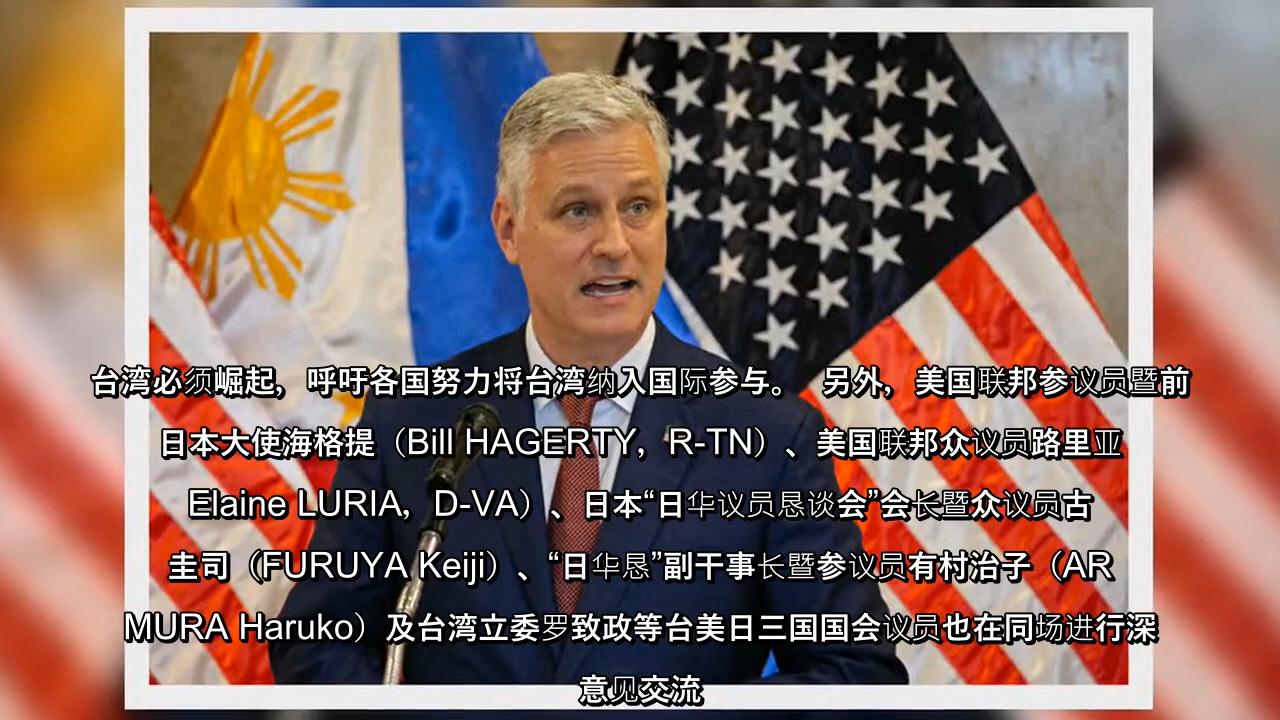 台湾必须崛起，呼吁各国努力将台湾纳入国际参与。 另外，美国联邦参议员暨前
日本大使海格提（Bill HAGERTY，R-TN）、美国联邦众议员路里亚
Elaine LURIA，D-VA）、日本“日华议员恳谈会”会长暨众议员古
圭司（FURUYA Keiji）、“日华恳”副干事长暨参议员有村治子（AR
MURA Haruko）及台湾立委罗致政等台美日三国国会议员也在同场进行深
意见交流